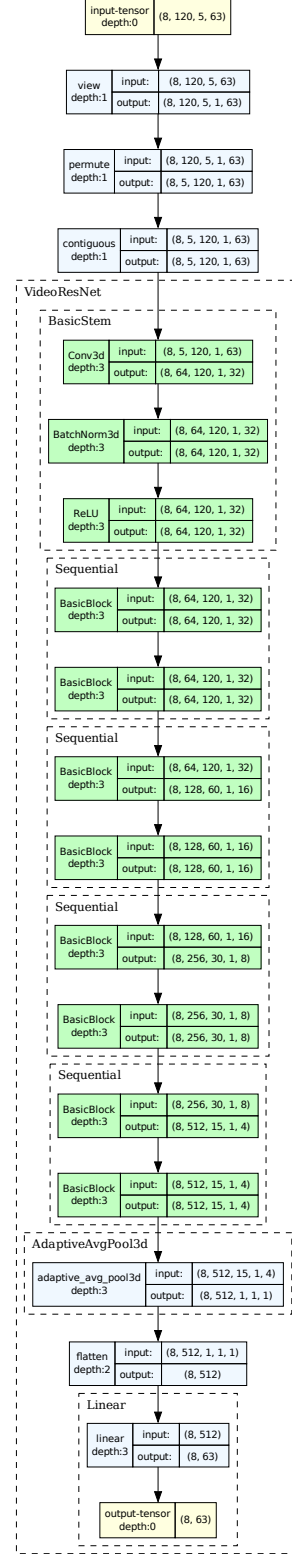 input-tensor
depth:0
(8, 120, 5, 63)
view
depth:1
input:
(8, 120, 5, 63)
output:
(8, 120, 5, 1, 63)
permute
depth:1
input:
(8, 120, 5, 1, 63)
output:
(8, 5, 120, 1, 63)
contiguous
depth:1
input:
(8, 5, 120, 1, 63)
output:
(8, 5, 120, 1, 63)
VideoResNet
BasicStem
Conv3d
depth:3
input:
(8, 5, 120, 1, 63)
output:
(8, 64, 120, 1, 32)
BatchNorm3d
depth:3
input:
(8, 64, 120, 1, 32)
output:
(8, 64, 120, 1, 32)
ReLU
depth:3
input:
(8, 64, 120, 1, 32)
output:
(8, 64, 120, 1, 32)
Sequential
BasicBlock
depth:3
input:
(8, 64, 120, 1, 32)
output:
(8, 64, 120, 1, 32)
BasicBlock
depth:3
input:
(8, 64, 120, 1, 32)
output:
(8, 64, 120, 1, 32)
Sequential
BasicBlock
depth:3
input:
(8, 64, 120, 1, 32)
output:
(8, 128, 60, 1, 16)
BasicBlock
depth:3
input:
(8, 128, 60, 1, 16)
output:
(8, 128, 60, 1, 16)
Sequential
BasicBlock
depth:3
input:
(8, 128, 60, 1, 16)
output:
(8, 256, 30, 1, 8)
BasicBlock
depth:3
input:
(8, 256, 30, 1, 8)
output:
(8, 256, 30, 1, 8)
Sequential
BasicBlock
depth:3
input:
(8, 256, 30, 1, 8)
output:
(8, 512, 15, 1, 4)
BasicBlock
depth:3
input:
(8, 512, 15, 1, 4)
output:
(8, 512, 15, 1, 4)
AdaptiveAvgPool3d
adaptive_avg_pool3d
depth:3
input:
(8, 512, 15, 1, 4)
output:
(8, 512, 1, 1, 1)
flatten
depth:2
input:
(8, 512, 1, 1, 1)
output:
(8, 512)
Linear
linear
depth:3
input:
(8, 512)
output:
(8, 63)
output-tensor
depth:0
(8, 63)